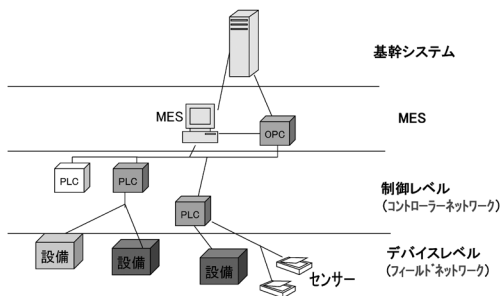 基幹システム
MES
OPC
MES
PLC
PLC
PLC
制御レベル
(コントローラーネットワーク)
設備
設備
設備
センサー
デバイスレベル
(フィールドネットワーク)